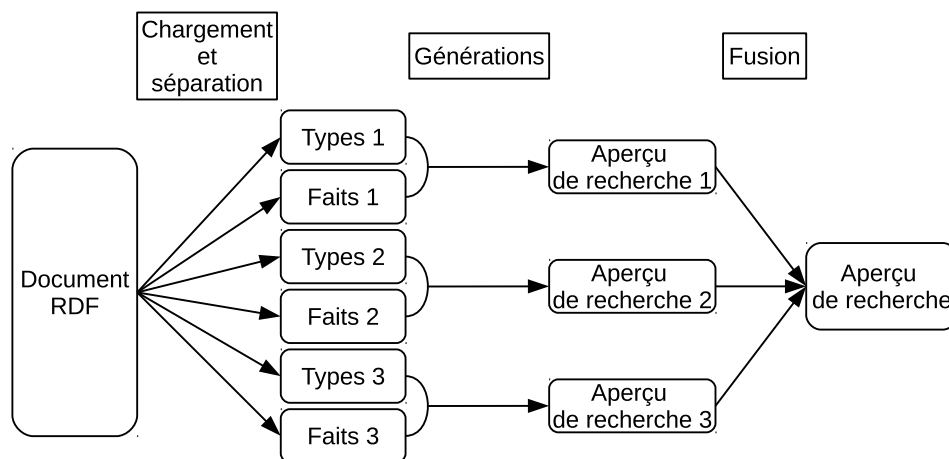 Chargement
et
séparation
Générations
Fusion
Document
RDF
Types 1
Faits 1
Types 2
Faits 2
Types 3
Faits 3
Aperçu
de recherche 1
Aperçu
de recherche 2
Aperçu
de recherche 3
Aperçu
de recherche